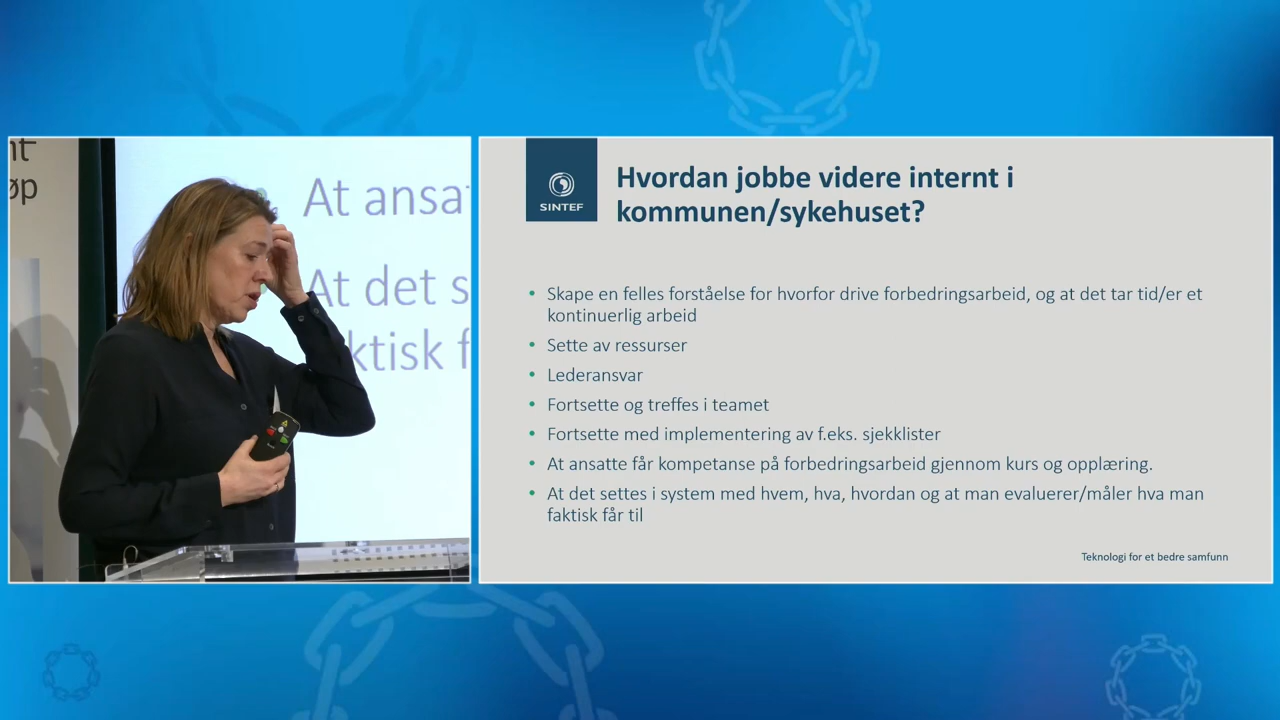 øp
At ansa
At det s
ktisk f
SINTEF
Hvordan jobbe videre internt i
kommunen/sykehuset?
• Skape en felles forståelse for hvorfor drive forbedringsarbeid, og at det tar tid/er et
kontinuerlig arbeid
• Sette av ressurser
• Lederansvar
• Fortsette og treffes i teamet
• Fortsette med implementering av f.eks. sjekklister
• At ansatte får kompetanse på forbedringsarbeid gjennom kurs og opplæring.
• At det settes i system med hvem, hva, hvordan og at man evaluerer/måler hva man
faktisk får til
Teknologi for et bedre samfunn